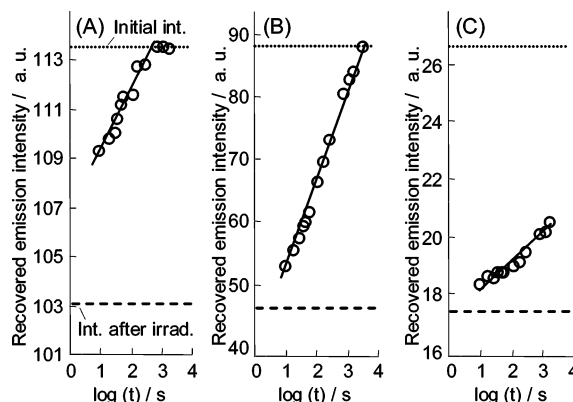 (A)
Initial int.
Int. after irrad.
Recovered emission intensity / a. u.
113
111
109
107
105
103
101
0 1 2 3 4
log (t) / s
(B)
Recovered emission intensity / a. u.
90
80
70
60
50
40
0 1 2 3 4
log (t) / s
(C)
Recovered emission intensity / a. u.
26
24
22
20
18
16
0 1 2 3 4
log (t) / s